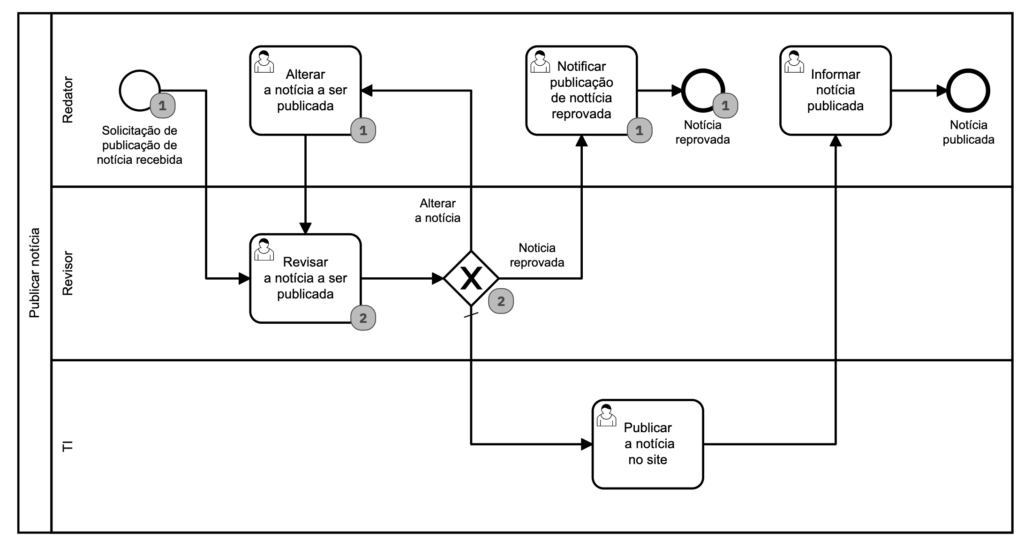 Publicar notícia
Redator
Solicitação de
publicação de
notícia recebida
1
Alterar
a notícia a ser
publicada
1
Notificar
publicação
de nottícia
reprovada
1
Notícia
reprovada
1
Informar
notícia
publicada
Notícia
publicada
Revisor
Revisar
a notícia a ser
publicada
2
Alterar
a notícia
X
2
Noticia
reprovada
TI
Publicar
a notícia
no site